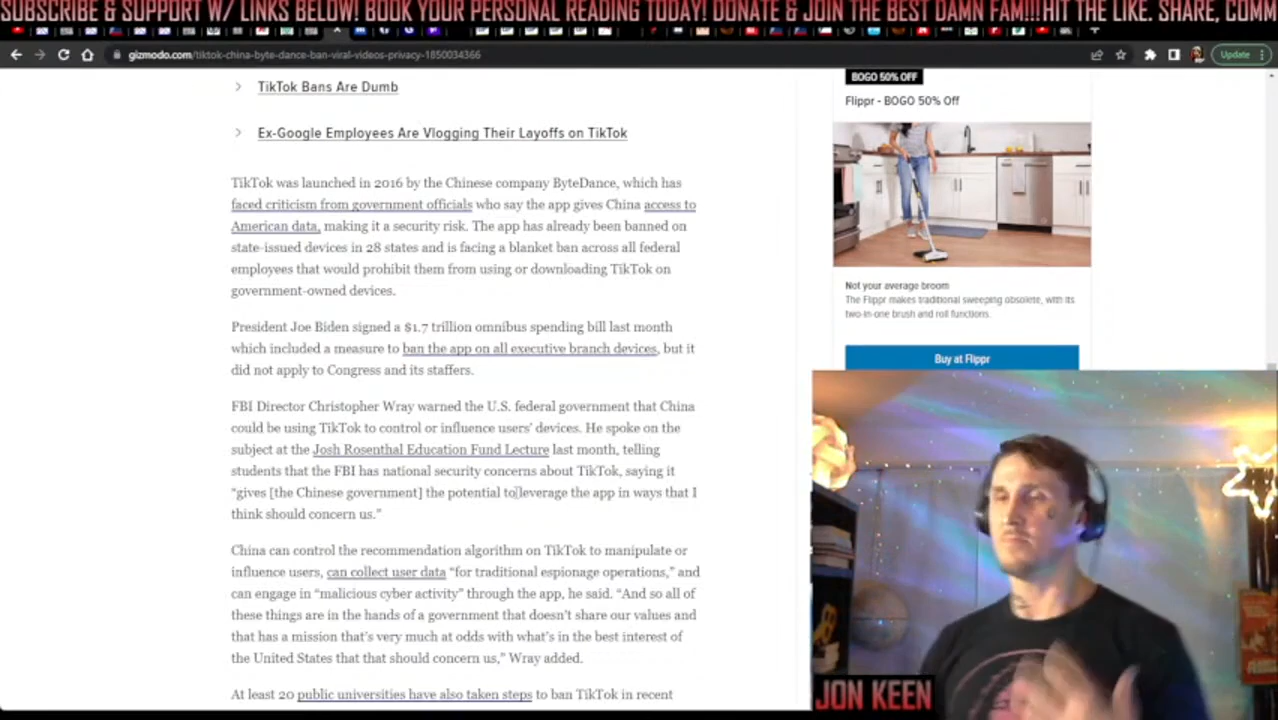 SUBSCRIBE & SUPPORT W/ LINKS BELOW! BOOK YOUR PERSONAL READING TODAY! DONATE & JOIN THE BEST DAMN FAM!!! HIT THE LIKE. SHARE, COMM
gizmodo.com/tiktok-china-byte-dance-ban-viral-videos-privacy-1850034366
Update
TikTok Bans Are Dumb
Ex-Google Employees Are Vlogging Their Layoffs on TikTok
TikTok was launched in 2016 by the Chinese company ByteDance, which has
faced criticism from government officials who say the app gives China access to
American data, making it a security risk. The app has already been banned on
state-issued devices in 28 states and is facing a blanket ban across all federal
employees that would prohibit them from using or downloading TikTok on
government-owned devices.
President Joe Biden signed a $1.7 trillion omnibus spending bill last month
which included a measure to ban the app on all executive branch devices, but it
did not apply to Congress and its staffers.
FBI Director Christopher Wray warned the U.S. federal government that China
could be using TikTok to control or influence users' devices. He spoke on the
subject at the Josh Rosenthal Education Fund Lecture last month, telling
students that the FBI has national security concerns about TikTok, saying it
"gives [the Chinese government] the potential to leverage the app in ways that I
think should concern us."
China can control the recommendation algorithm on TikTok to manipulate or
influence users, can collect user data "for traditional espionage operations," and
can engage in "malicious cyber activity" through the app, he said. "And so all of
these things are in the hands of a government that doesn't share our values and
that has a mission that's very much at odds with what's in the best interest of
the United States that that should concern us," Wray added.
At least 20 public universities have also taken steps to ban TikTok in recent
BOGO 50% OFF
Flippr - BOGO 50% Off
Not your average broom
The Flippr makes traditional sweeping obsolete, with its
two-in-one brush and roll functions.
Buy at Flippr
JON KEEN